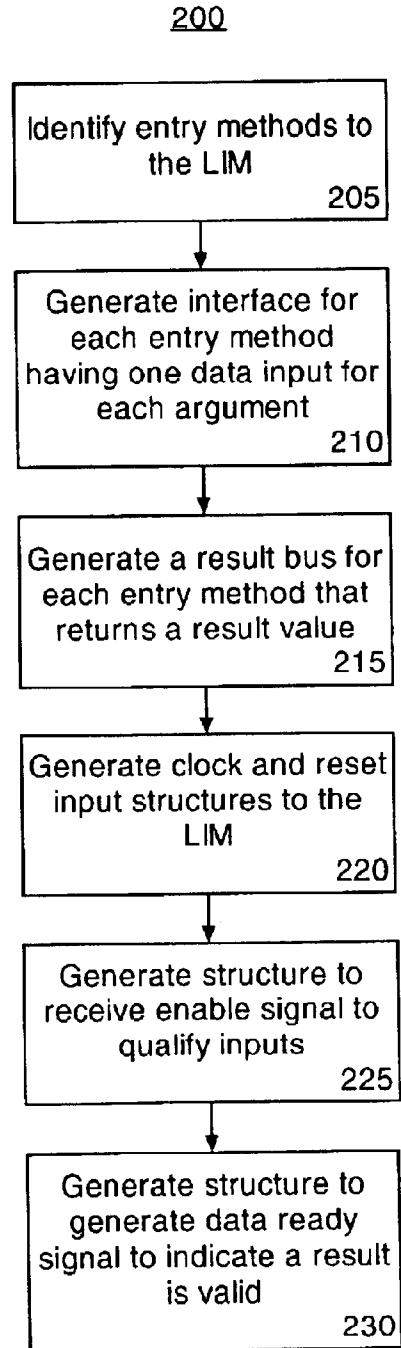 200
Identify entry methods to
the LIM
205
Generate interface for
each entry method
having one data input for
each argument
210
Generate a result bus for
each entry method that
returns a result value
215
Generate clock and reset
input structures to the
LIM
220
Generate structure to
receive enable signal to
qualify inputs
225
Generate structure to
generate data ready
signal to indicate a result
is valid
230